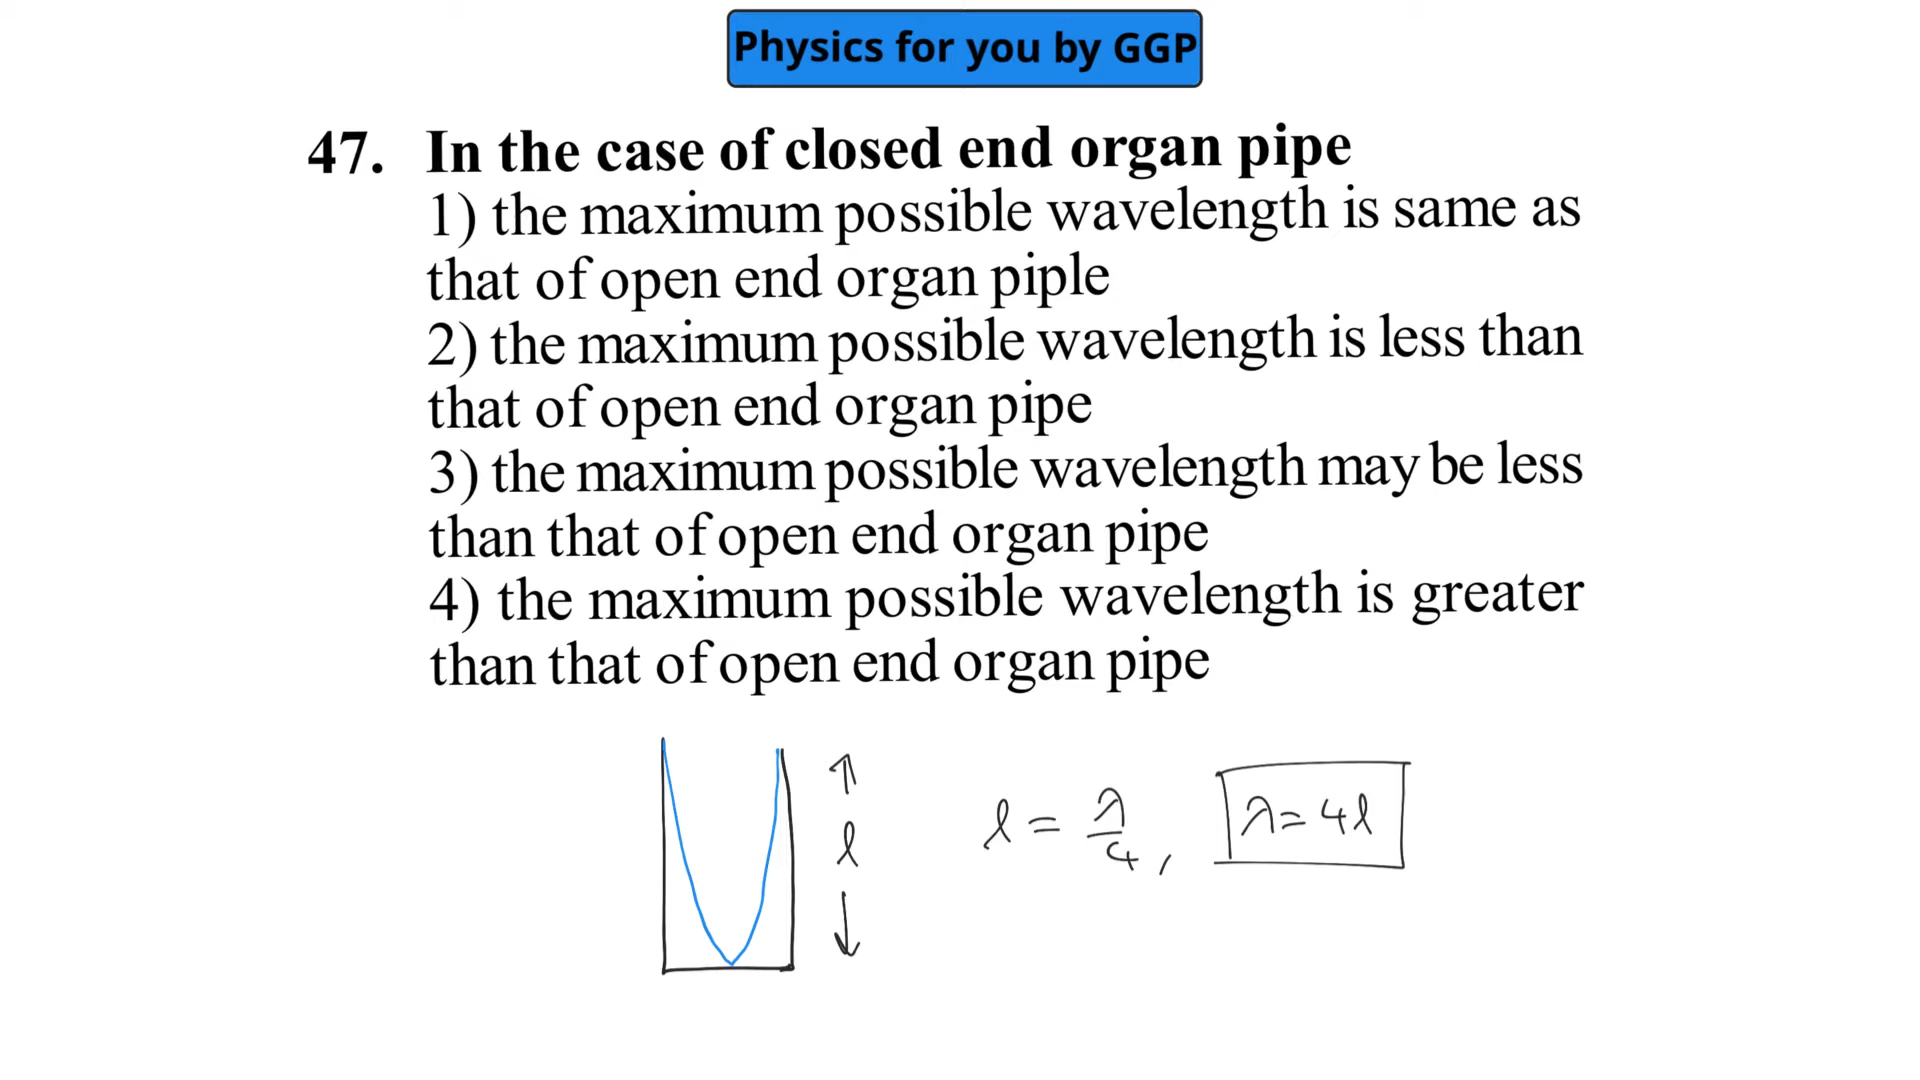 Physics for you by GGP
47. In the case of closed end organ pipe
1) the maximum possible wavelength is same as
that of open end organ piple
2) the maximum possible wavelength is less than
that of open end organ pipe
3) the maximum possible wavelength may be less
than that of open end organ pipe
4) the maximum possible wavelength is greater
than that of open end organ pipe
↑
l
↓
l = λ/4, λ = 4l